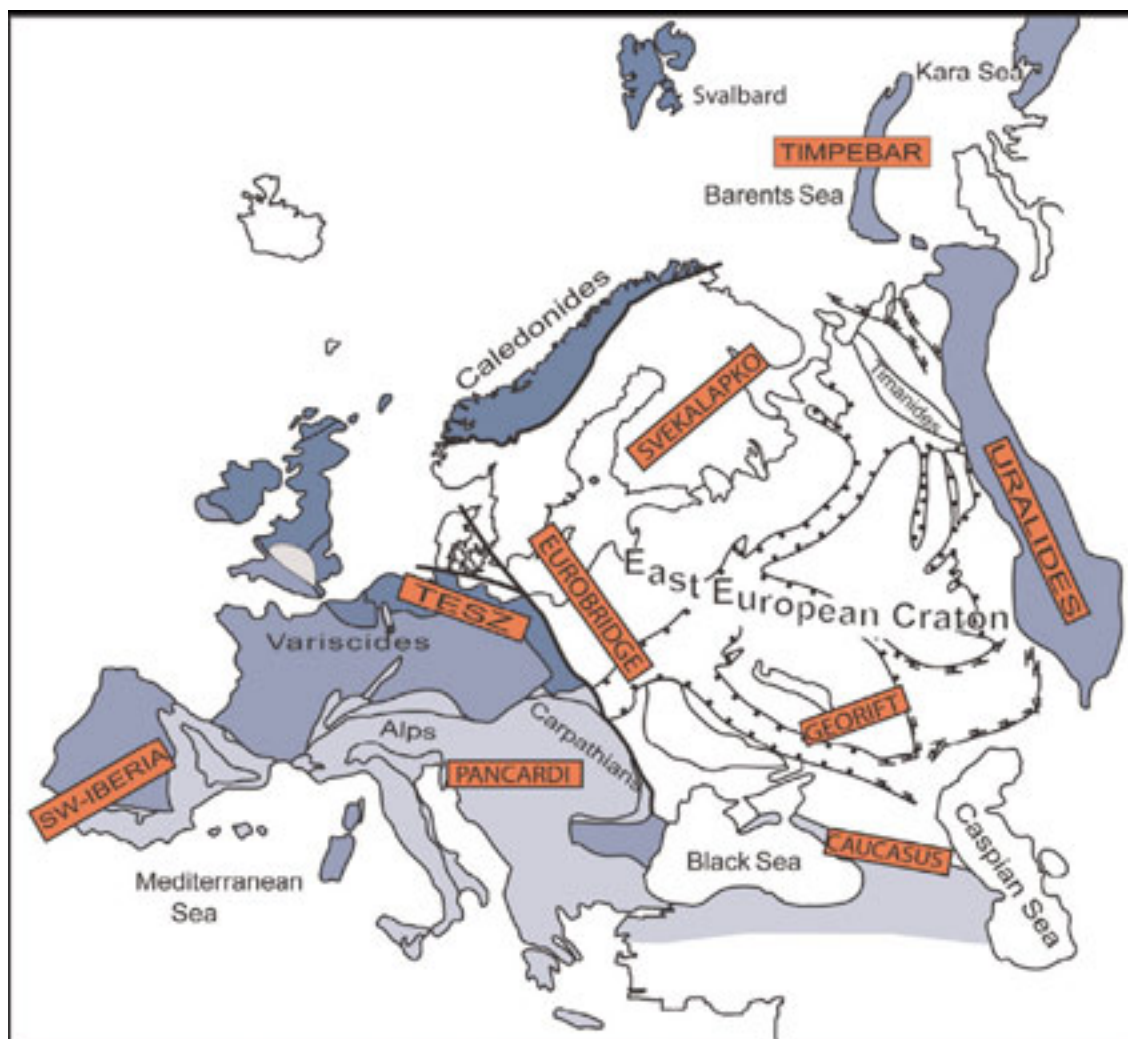 Kara Sea
Svalbard
TIMPEBAR
Barents Sea
Caledonides
SVEKALAPKO
Timanides
URALIDES
EUROBRIDGE
East European Craton
TESZ
Variscides
GEORIFT
Carpathians
Alps
PANCARDI
SW-IBERIA
CAUCASUS
Black Sea
Caspian Sea
Mediterranean
Sea